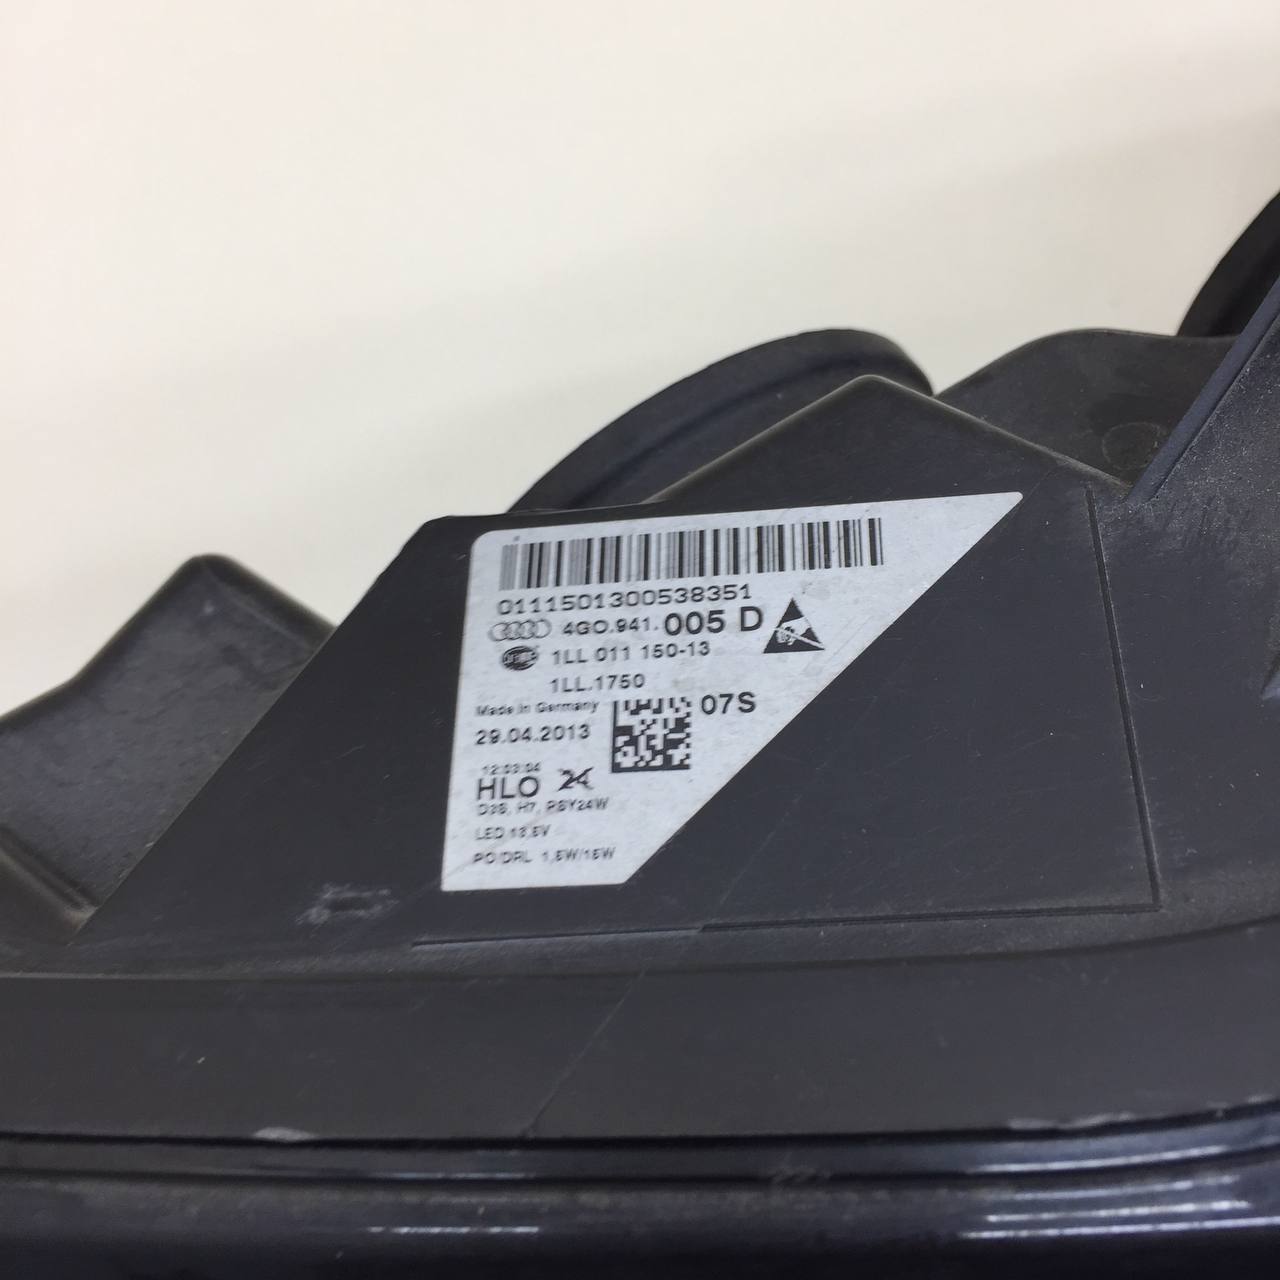 0111501300538351
4G0.941.005 D
1LL 011 150-13
1LL.1750
Made in Germany
07S
29.04.2013
12:03:04
HLO 24
D3S, H7, PSY24W
LED 13,5V
PO/DRL 1,5W/15W